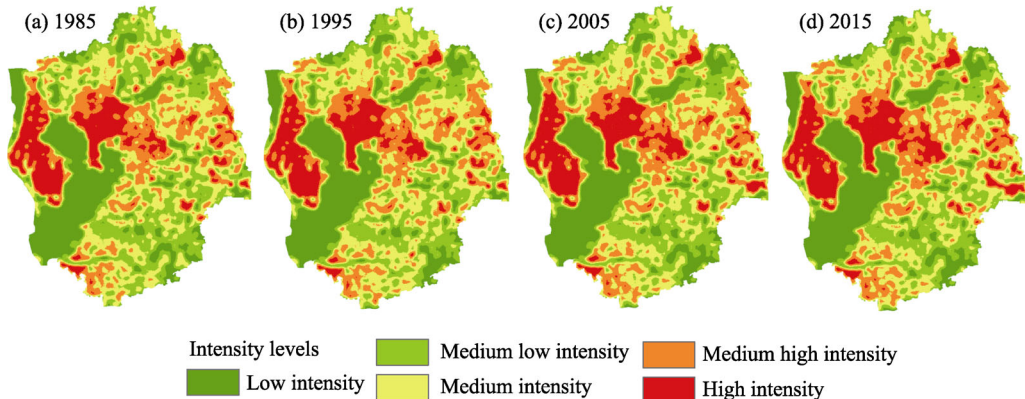 (a) 1985
(b) 1995
(c) 2005
(d) 2015
Intensity levels
Medium low intensity
Medium high intensity
Low intensity
Medium intensity
High intensity